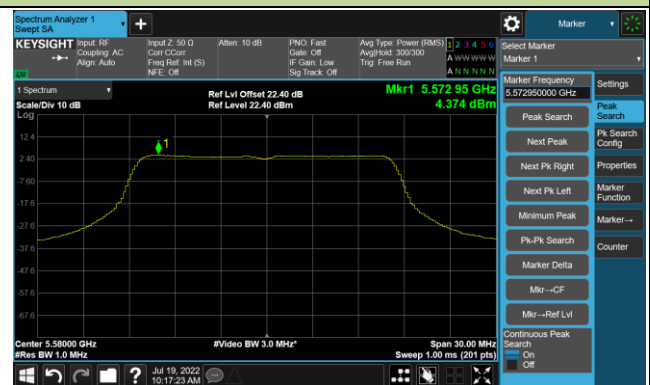 Spectrum Analyzer 1
Swept SA
Marker
KEYSIGHT
Input: RF
Coupling: AC
Align: Auto
Input Z: 50 Ω
Corr CCorr
Freq Ref: Int (S)
NFE: Off
Atten: 10 dB
PNO: Fast
Gate: Off
IF Gain: Low
Sig Track: Off
Avg Type: Power (RMS)
Avg|Hold: 300/300
Trig: Free Run
1 2 3 4 5 6
A W W W W W
A N N N N N
Select Marker
Marker 1
1 Spectrum
Scale/Div 10 dB
Log
Ref Lvl Offset 22.40 dB
Ref Level 22.40 dBm
Mkr1 5.572 95 GHz
4.374 dBm
12.4
2.40
-7.60
-17.6
-27.6
-37.6
-47.6
-57.6
-67.6
1
Center 5.58000 GHz
#Res BW 1.0 MHz
#Video BW 3.0 MHz*
Span 30.00 MHz
Sweep 1.00 ms (201 pts)
Marker Frequency
5.572950000 GHz
Peak Search
Next Peak
Next Pk Right
Next Pk Left
Minimum Peak
Pk-Pk Search
Marker Delta
Mkr→CF
Mkr→Ref Lvl
Continuous Peak
Search
On
Off
Settings
Peak
Search
Pk Search
Config
Properties
Marker
Function
Marker→
Counter
?
Jul 19, 2022
10:17:23 AM